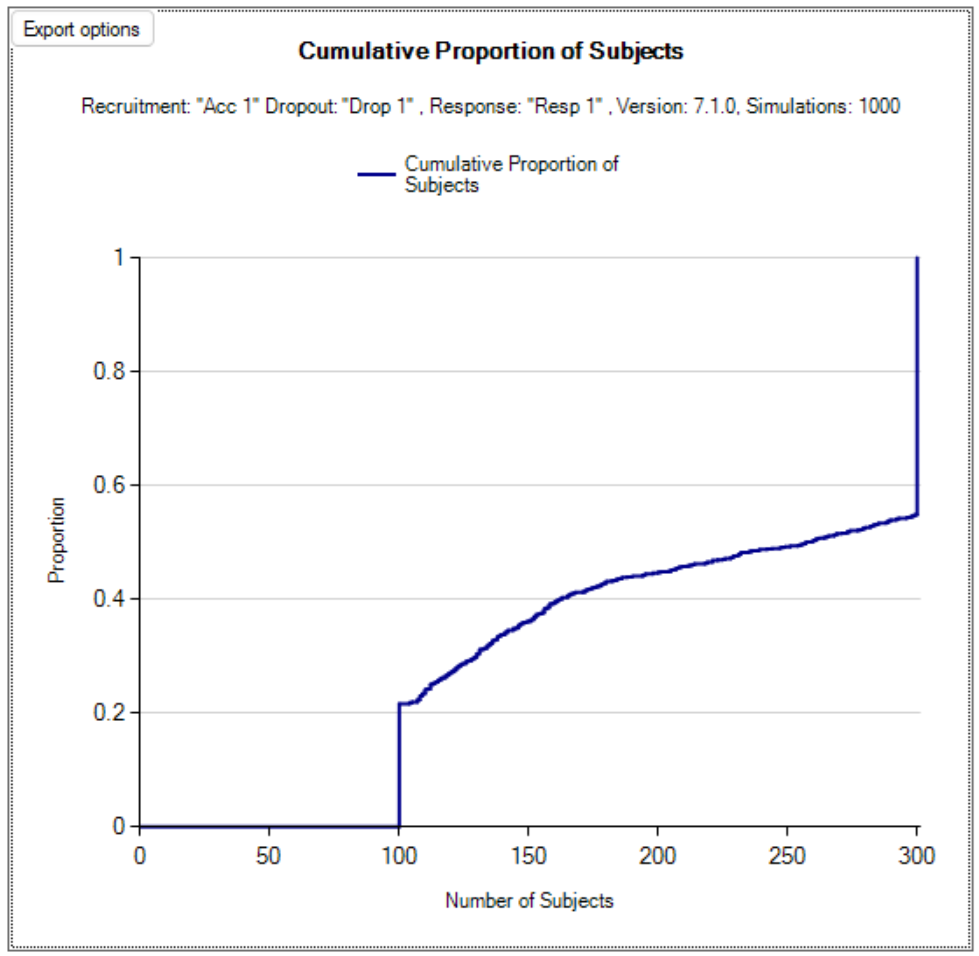 Export options
Cumulative Proportion of Subjects
Recruitment: "Acc 1" Dropout: "Drop 1" , Response: "Resp 1" , Version: 7.1.0, Simulations: 1000
Cumulative Proportion of
Subjects
1
0.8
0.6
0.4
0.2
0
Proportion
0 50 100 150 200 250 300
Number of Subjects